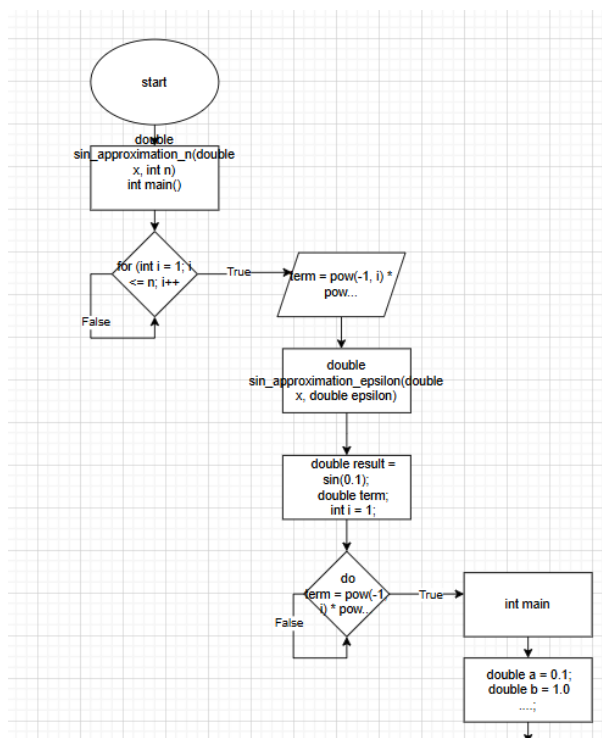 start
double
sin_approximation_n(double
x, int n)
int main()
for (int i = 1; i
<= n; i++
True
False
term = pow(-1, i) *
pow...
double
sin_approximation_epsilon(double
x, double epsilon)
double result =
sin(0.1);
double term;
int i = 1;
do
term = pow(-1,
i) * pow...
True
False
int main
double a = 0.1;
double b = 1.0
....;